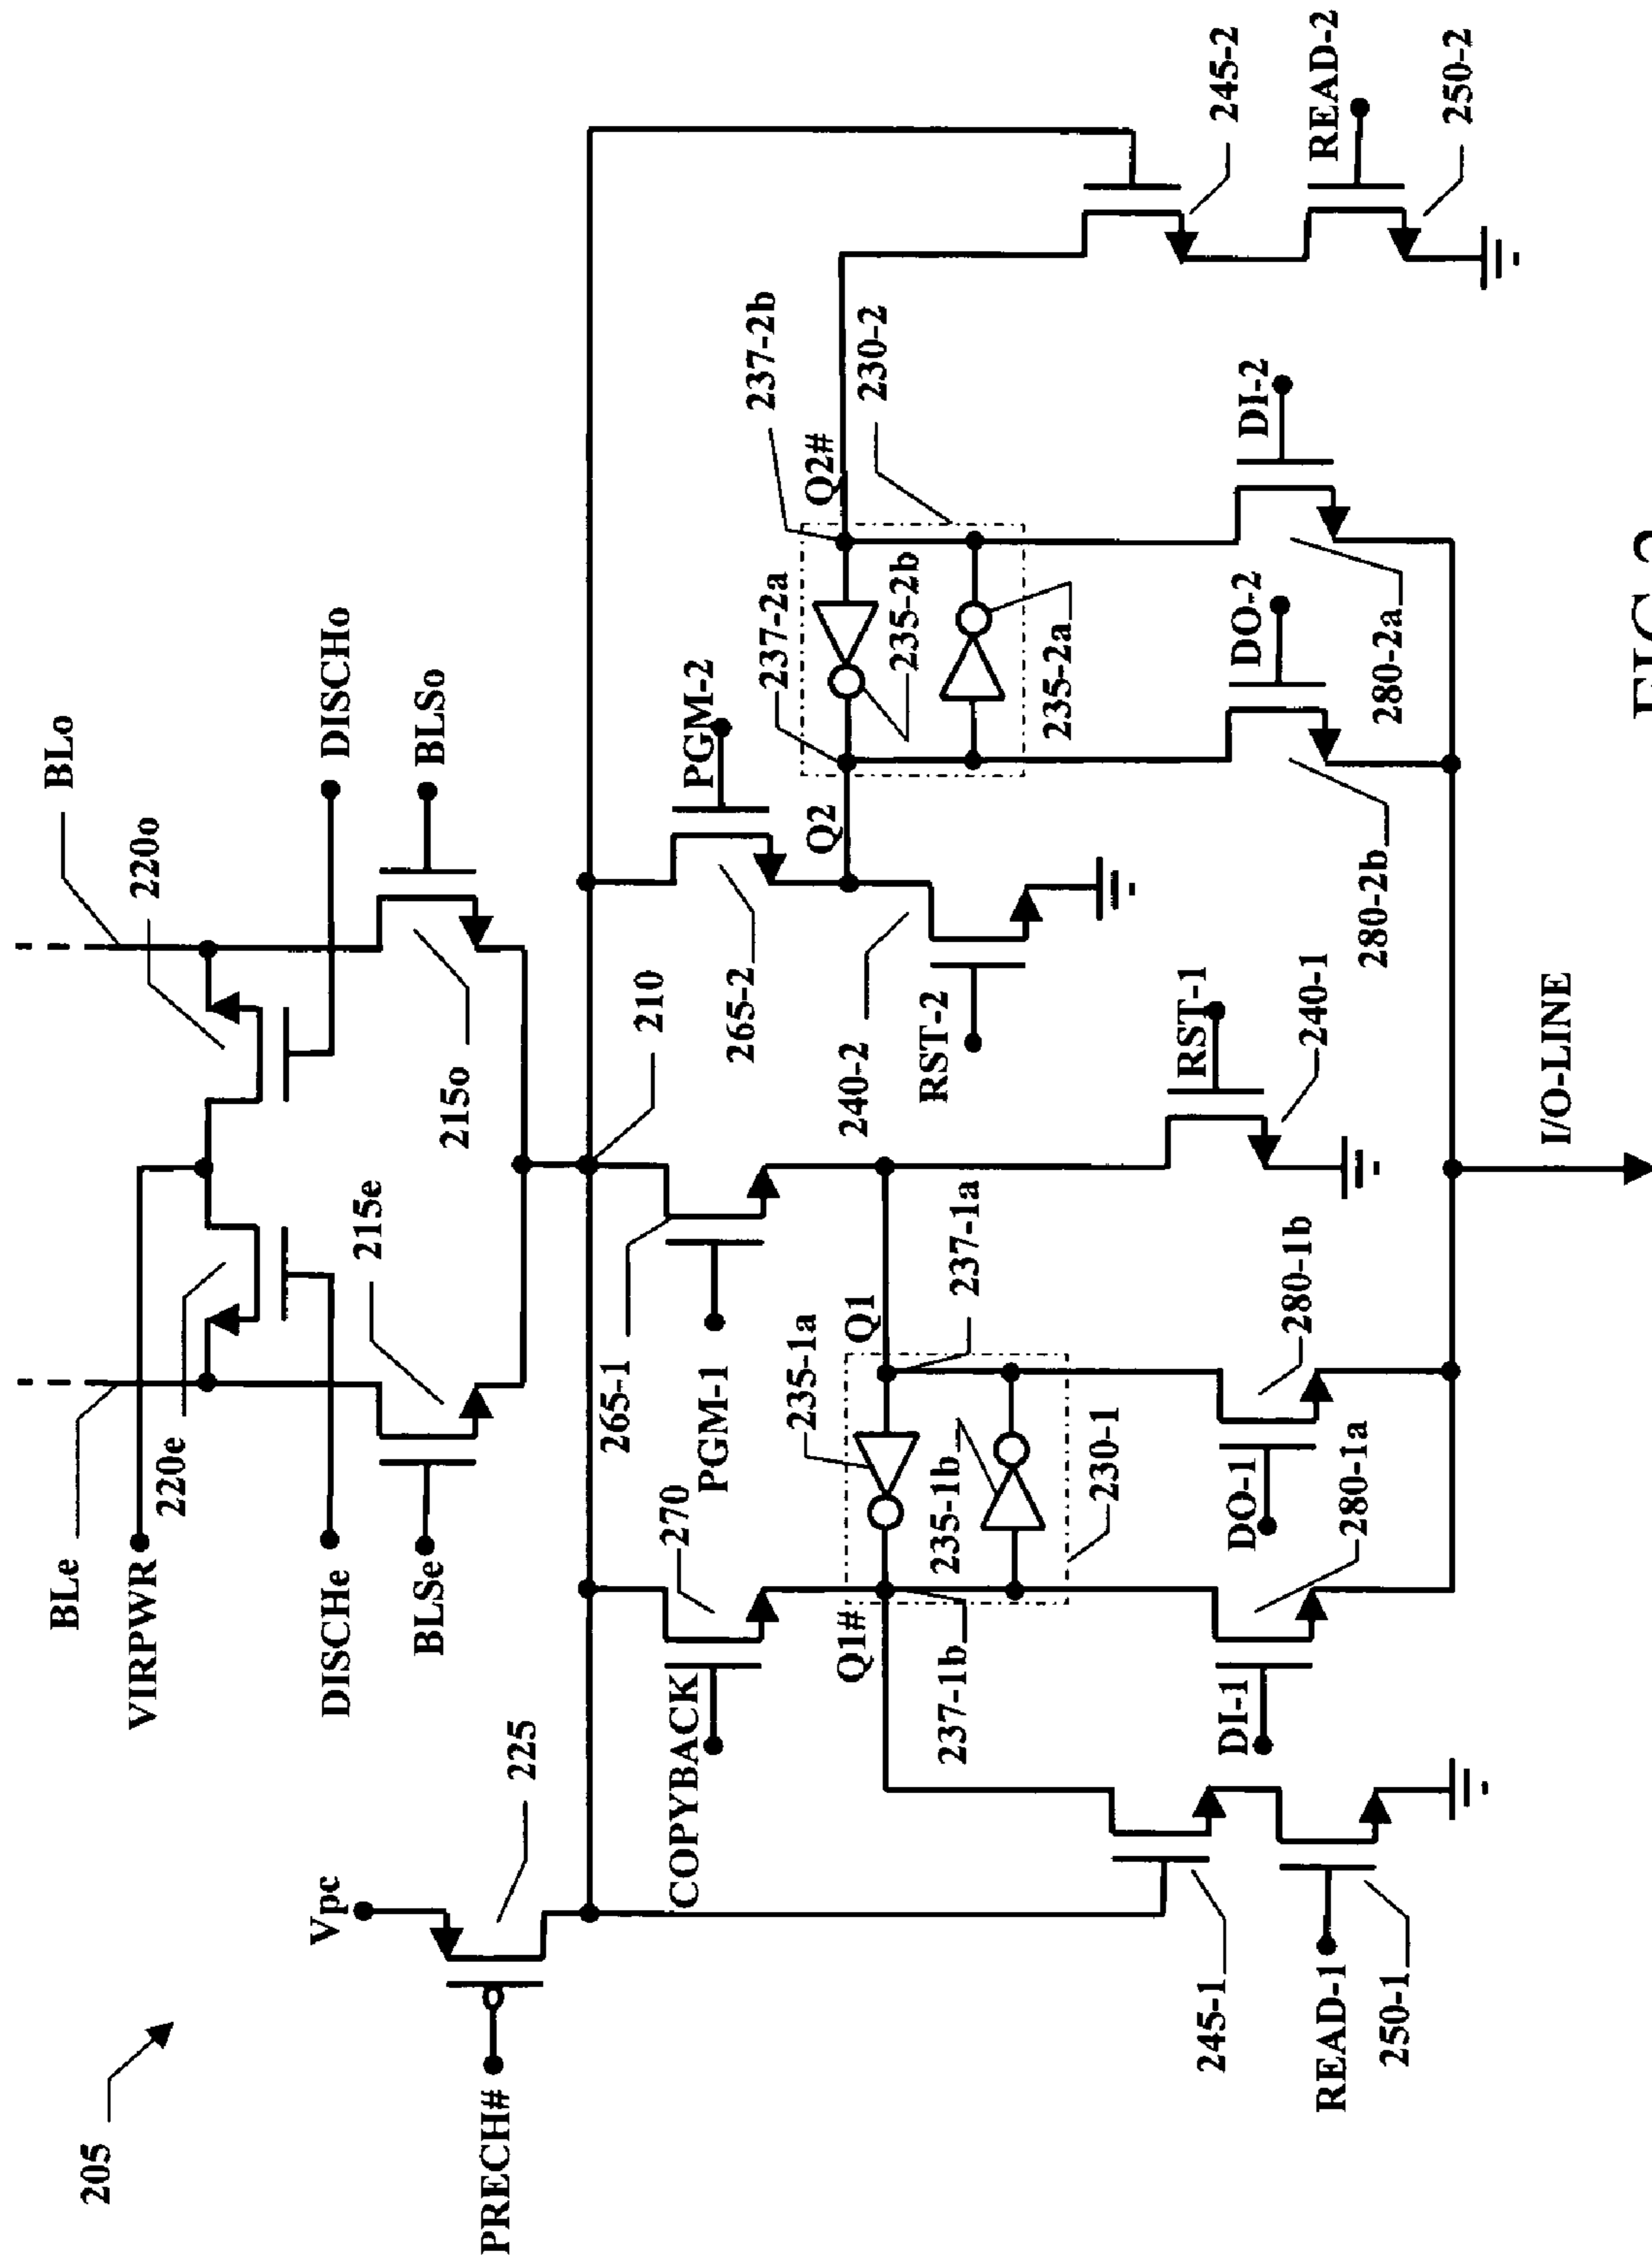 205
PRECH#
Vpc
225
BLe
VIRPWR
220e
DISCHe
BLSe
215e
BLo
220o
DISCHo
BLSo
215o
210
COPYBACK
270
265-1
PGM-1
265-2
PGM-2
Q1#
Q1
235-1a
235-1b
237-1a
237-1b
230-1
240-2
RST-2
Q2
237-2a
235-2b
235-2a
Q2#
237-2b
230-2
245-1
READ-1
250-1
DI-1
280-1a
DO-1
280-1b
RST-1
240-1
280-2b
DO-2
280-2a
DI-2
245-2
READ-2
250-2
I/O-LINE